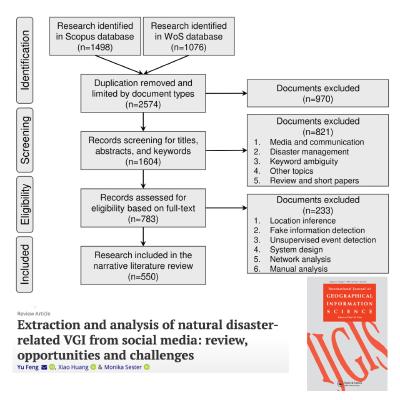 Identification
Research identified
in Scopus database
(n=1498)
Research identified
in WoS database
(n=1076)
Duplication removed and
limited by document types
(n=2574)
Documents excluded
(n=970)
Screening
Records screening for titles,
abstracts, and keywords
(n=1604)
Documents excluded
(n=821)
1. Media and communication
2. Disaster management
3. Keyword ambiguity
4. Other topics
5. Review and short papers
Eligibility
Records assessed for
eligibility based on full-text
(n=783)
Documents excluded
(n=233)
1. Location inference
2. Fake information detection
3. Unsupervised event detection
4. System design
5. Network analysis
6. Manual analysis
Included
Research included in the
narrative literature review
(n=550)
Review Article
Extraction and analysis of natural disaster-
related VGI from social media: review,
opportunities and challenges
Yu Feng, Xiao Huang & Monika Sester
International Journal of
GEOGRAPHICAL
INFORMATION
SCIENCE
IJGIS